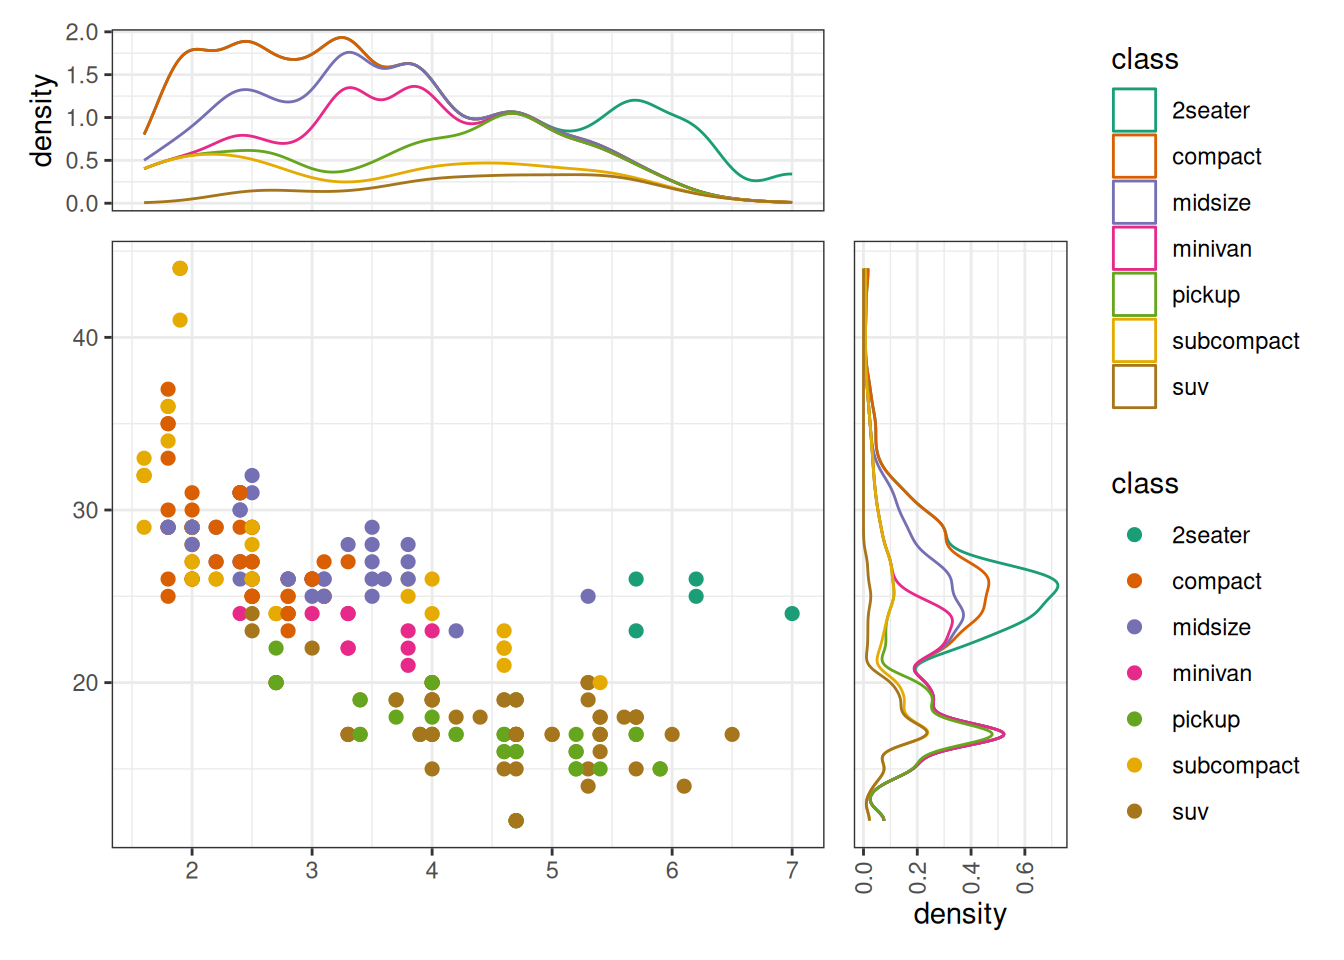 density
2.0
1.5
1.0
0.5
0.0
40
30
20
2 3 4 5 6 7
0.0 0.2 0.4 0.6
density
class
2seater
compact
midsize
minivan
pickup
subcompact
suv
class
2seater
compact
midsize
minivan
pickup
subcompact
suv